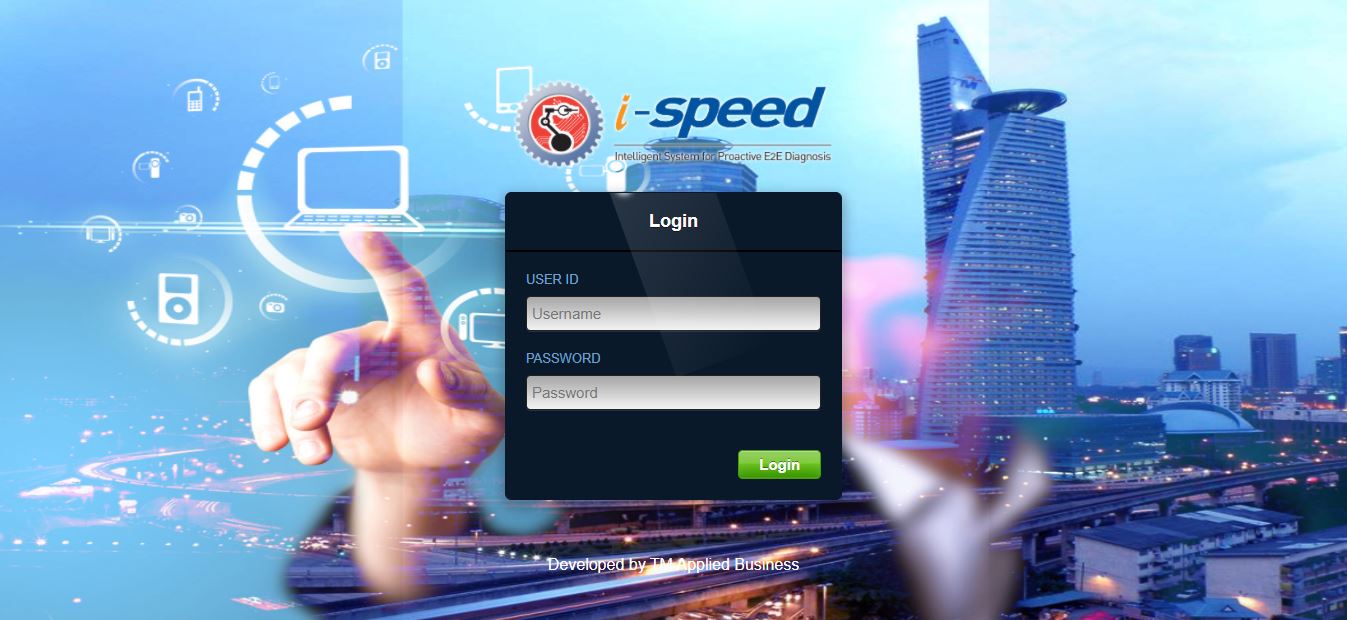 TM
i-speed
Intelligent System for Proactive E2E Diagnosis
Login
USER ID
Username
PASSWORD
Password
Login
Developed by TM Applied Business